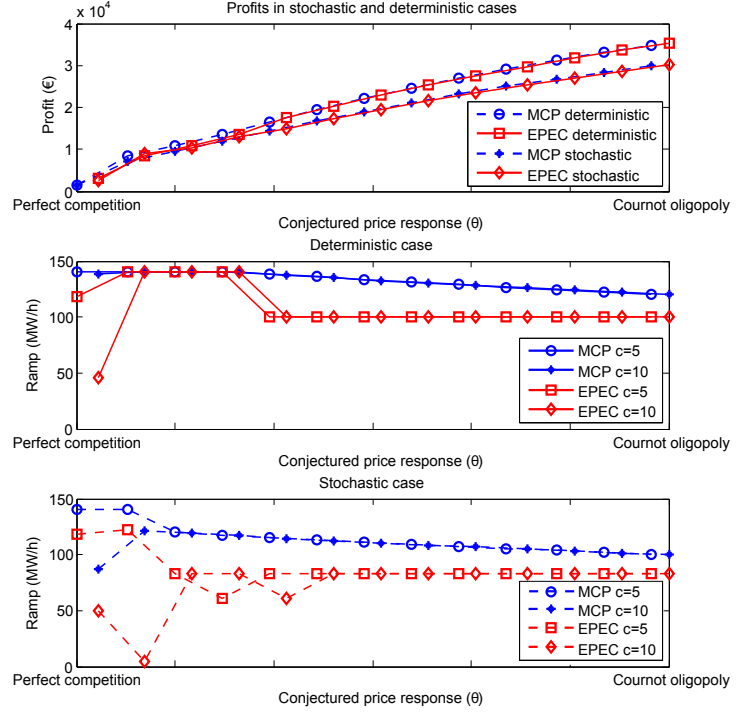 Profits in stochastic and deterministic cases
x 10⁴
4
3
2
1
0
Profit (€)
MCP deterministic
EPEC deterministic
MCP stochastic
EPEC stochastic
Perfect competition
Cournot oligopoly
Conjectured price response (θ)
Deterministic case
150
100
50
0
Ramp (MW/h)
MCP c=5
MCP c=10
EPEC c=5
EPEC c=10
Perfect competition
Cournot oligopoly
Conjectured price response (θ)
Stochastic case
150
100
50
0
Ramp (MW/h)
MCP c=5
MCP c=10
EPEC c=5
EPEC c=10
Perfect competition
Cournot oligopoly
Conjectured price response (θ)